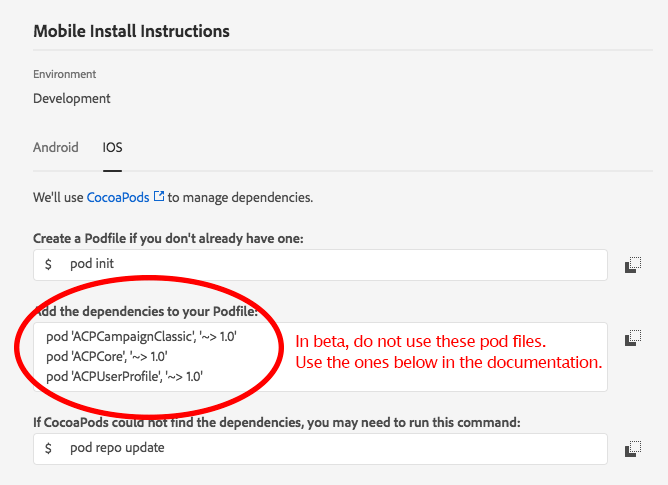 Mobile Install Instructions
Environment
Development
Android IOS
We'll use CocoaPods to manage dependencies.
Create a Podfile if you don't already have one:
$ pod init
Add the dependencies to your Podfile:
pod 'ACPCampaignClassic', '~> 1.0'
pod 'ACPCore', '~> 1.0'
pod 'ACPUserProfile', '~> 1.0'
In beta, do not use these pod files.
Use the ones below in the documentation.
If CocoaPods could not find the dependencies, you may need to run this command:
$ pod repo update